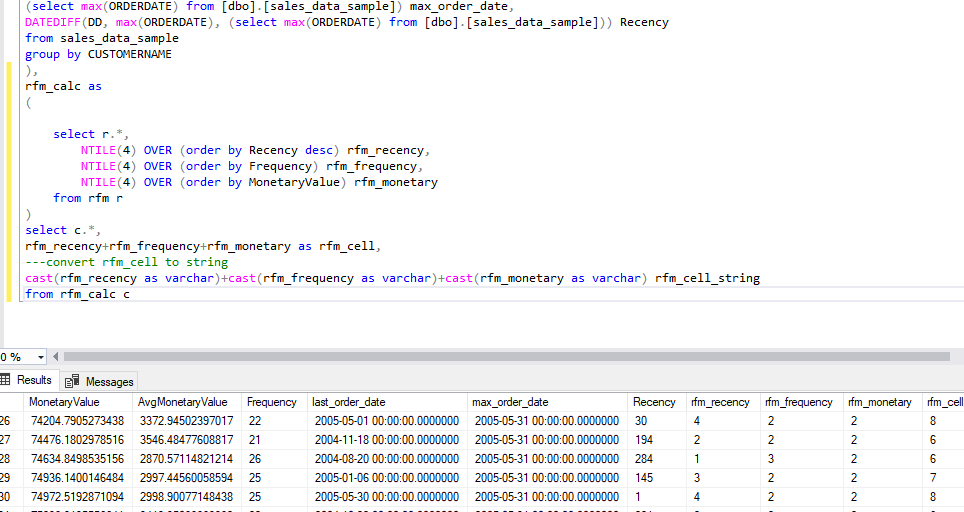 (select max(ORDERDATE) from [dbo].[sales_data_sample]) max_order_date,
DATEDIFF(DD, max(ORDERDATE), (select max(ORDERDATE) from [dbo].[sales_data_sample])) Recency
from sales_data_sample
group by CUSTOMERNAME
),
rfm_calc as
(
select r.*,
NTILE(4) OVER (order by Recency desc) rfm_recency,
NTILE(4) OVER (order by Frequency) rfm_frequency,
NTILE(4) OVER (order by MonetaryValue) rfm_monetary
from rfm r
)
select c.*,
rfm_recency+rfm_frequency+rfm_monetary as rfm_cell,
---convert rfm_cell to string
cast(rfm_recency as varchar)+cast(rfm_frequency as varchar)+cast(rfm_monetary as varchar) rfm_cell_string
from rfm_calc c
0 %
Results Messages
MonetaryValue AvgMonetaryValue Frequency last_order_date max_order_date Recency rfm_recency rfm_frequency rfm_monetary rfm_cell
26 74204.7905273438 3372.94502397017 22 2005-05-01 00:00:00.0000000 2005-05-31 00:00:00.0000000 30 4 2 2 8
27 74476.1802978516 3546.48477608817 21 2004-11-18 00:00:00.0000000 2005-05-31 00:00:00.0000000 194 2 2 2 6
28 74634.8498535156 2870.57114821214 26 2004-08-20 00:00:00.0000000 2005-05-31 00:00:00.0000000 284 1 3 2 6
29 74936.1400146484 2997.44560058594 25 2005-01-06 00:00:00.0000000 2005-05-31 00:00:00.0000000 145 3 2 2 7
30 74972.5192871094 2998.90077148438 25 2005-05-30 00:00:00.0000000 2005-05-31 00:00:00.0000000 1 4 2 2 8